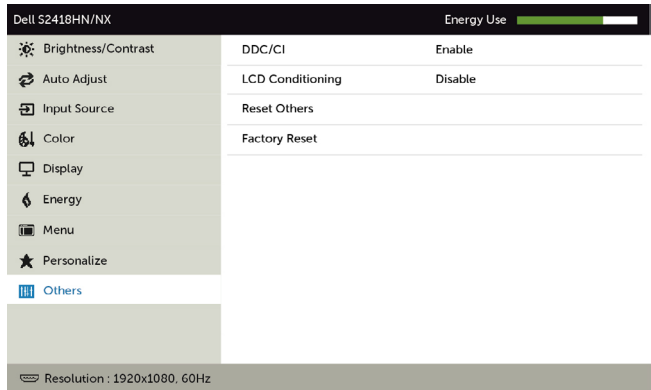 Dell S2418HN/NX Energy Use
Brightness/Contrast DDC/CI Enable
Auto Adjust LCD Conditioning Disable
Input Source Reset Others
Color Factory Reset
Display
Energy
Menu
Personalize
Others
Resolution : 1920x1080, 60Hz